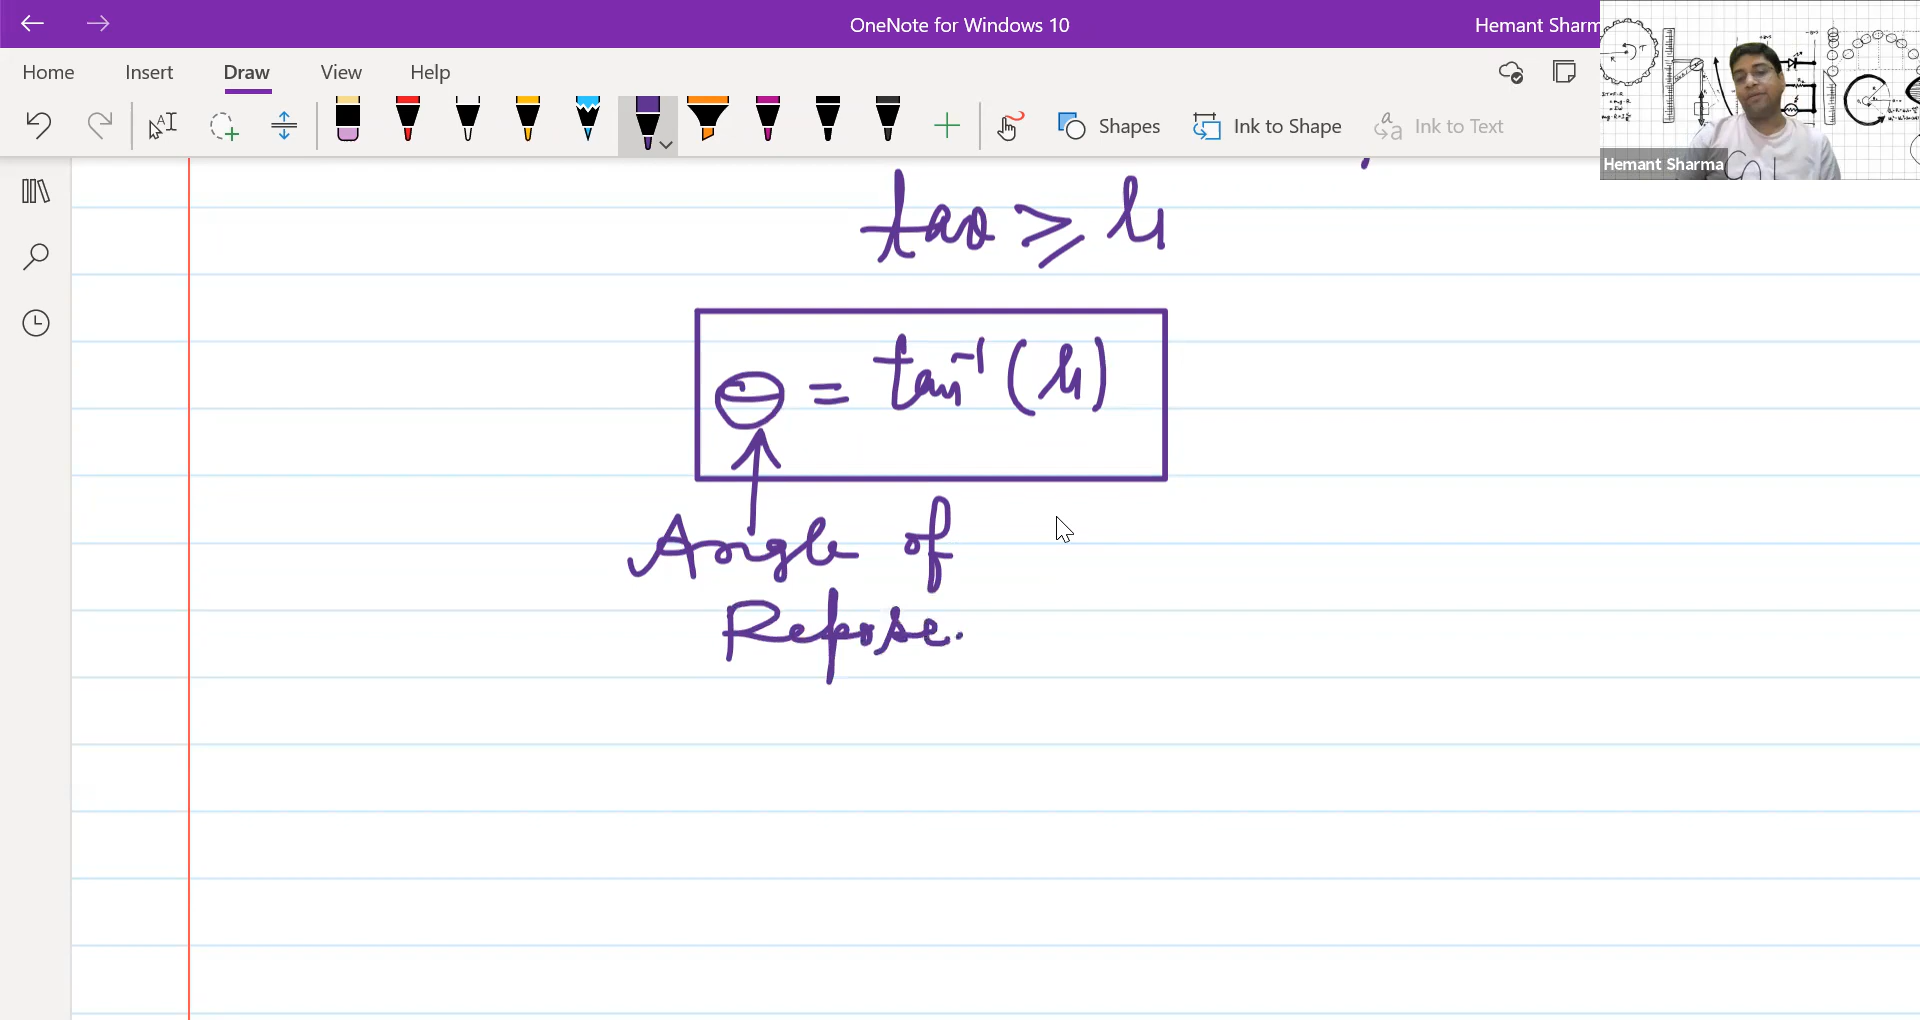 OneNote for Windows 10
Hemant Sharm
Home Insert Draw View Help
Shapes Ink to Shape Ink to Text
Hemant Sharma
tanθ ≥ μ
θ = tan⁻¹ (μ)
Angle of
Repose.